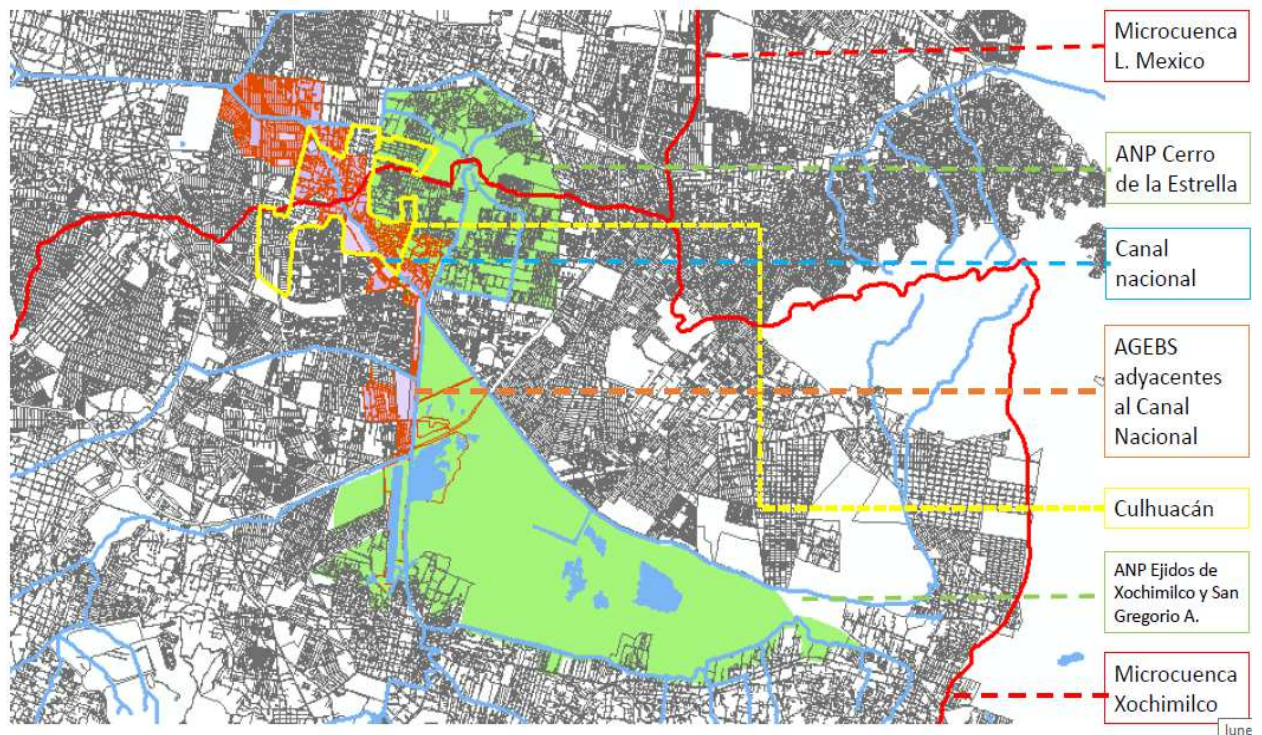 Microcuenca
L. Mexico
ANP Cerro
de la Estrella
Canal
nacional
AGEBS
adyacentes
al Canal
Nacional
Culhuacán
ANP Ejidos de
Xochimilco y San
Gregorio A.
Microcuenca
Xochimilco
June